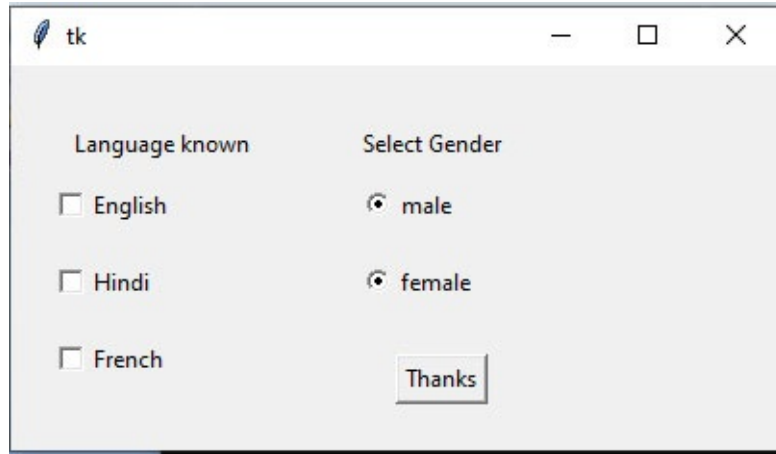 tk
Language known Select Gender
English male
Hindi female
French
Thanks